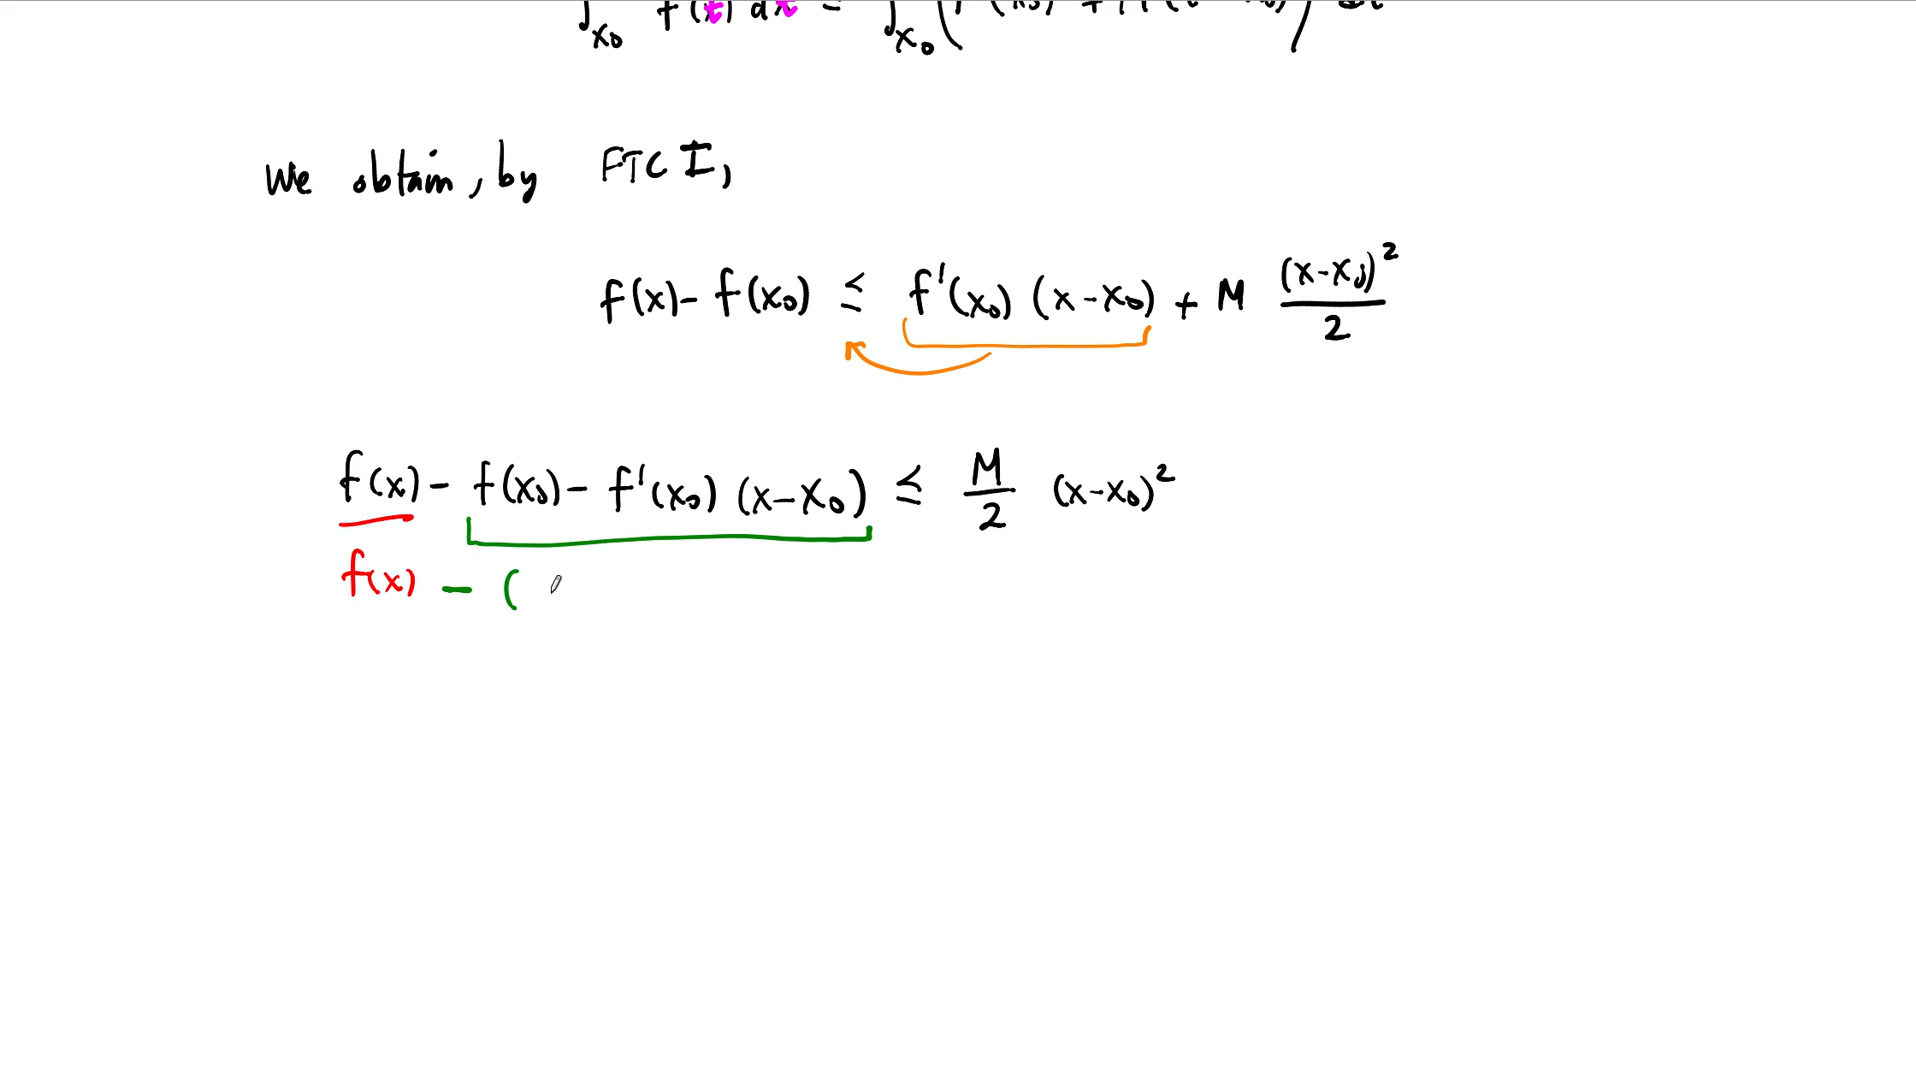 We obtain, by FTC I,
f(x) - f(x₀) ≤ f'(x₀) (x-x₀) + M (x-x₀)²/2
f(x) - f(x₀) - f'(x₀) (x-x₀) ≤ M/2 (x-x₀)²
f(x) - (